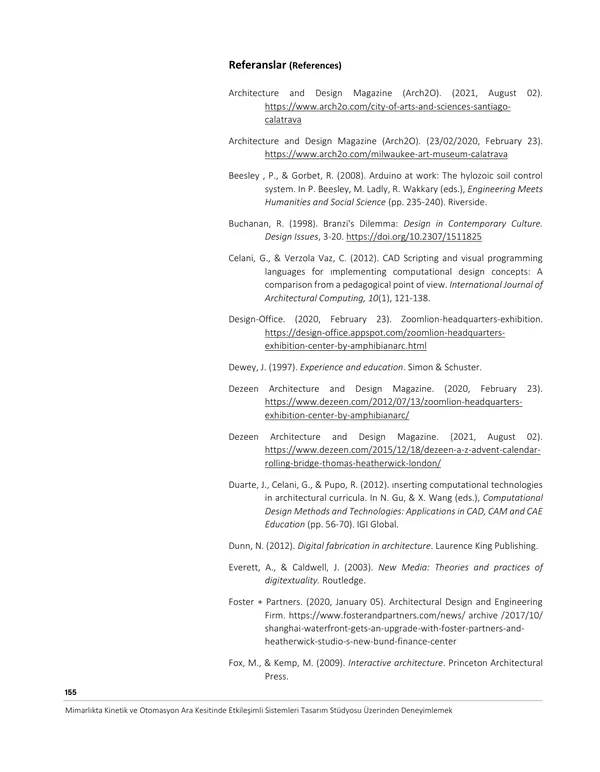 Referanslar (References)
Architecture and Design Magazine (Arch2O). (2021, August 02).
https://www.arch2o.com/city-of-arts-and-sciences-santiago-
calatrava
Architecture and Design Magazine (Arch2O). (23/02/2020, February 23).
https://www.arch2o.com/milwaukee-art-museum-calatrava
Beesley , P., & Gorbet, R. (2008). Arduino at work: The hylozoic soil control
system. In P. Beesley, M. Ladly, R. Wakkary (eds.), Engineering Meets
Humanities and Social Science (pp. 235-240). Riverside.
Buchanan, R. (1998). Branzi's Dilemma: Design in Contemporary Culture.
Design Issues, 3-20. https://doi.org/10.2307/1511825
Celani, G., & Verzola Vaz, C. (2012). CAD Scripting and visual programming
languages for ımplementing computational design concepts: A
comparison from a pedagogical point of view. International Journal of
Architectural Computing, 10(1), 121-138.
Design-Office. (2020, February 23). Zoomlion-headquarters-exhibition.
https://design-office.appspot.com/zoomlion-headquarters-
exhibition-center-by-amphibianarc.html
Dewey, J. (1997). Experience and education. Simon & Schuster.
Dezeen Architecture and Design Magazine. (2020, February 23).
https://www.dezeen.com/2012/07/13/zoomlion-headquarters-
exhibition-center-by-amphibianarc/
Dezeen Architecture and Design Magazine. (2021, August 02).
https://www.dezeen.com/2015/12/18/dezeen-a-z-advent-calendar-
rolling-bridge-thomas-heatherwick-london/
Duarte, J., Celani, G., & Pupo, R. (2012). ınserting computational technologies
in architectural curricula. In N. Gu, & X. Wang (eds.), Computational
Design Methods and Technologies: Applications in CAD, CAM and CAE
Education (pp. 56-70). IGI Global.
Dunn, N. (2012). Digital fabrication in architecture. Laurence King Publishing.
Everett, A., & Caldwell, J. (2003). New Media: Theories and practices of
digitextuality. Routledge.
Foster + Partners. (2020, January 05). Architectural Design and Engineering
Firm. https://www.fosterandpartners.com/news/ archive /2017/10/
shanghai-waterfront-gets-an-upgrade-with-foster-partners-and-
heatherwick-studio-s-new-bund-finance-center
Fox, M., & Kemp, M. (2009). Interactive architecture. Princeton Architectural
Press.
155
Mimarlıkta Kinetik ve Otomasyon Ara Kesitinde Etkileşimli Sistemleri Tasarım Stüdyosu Üzerinden Deneyimlemek